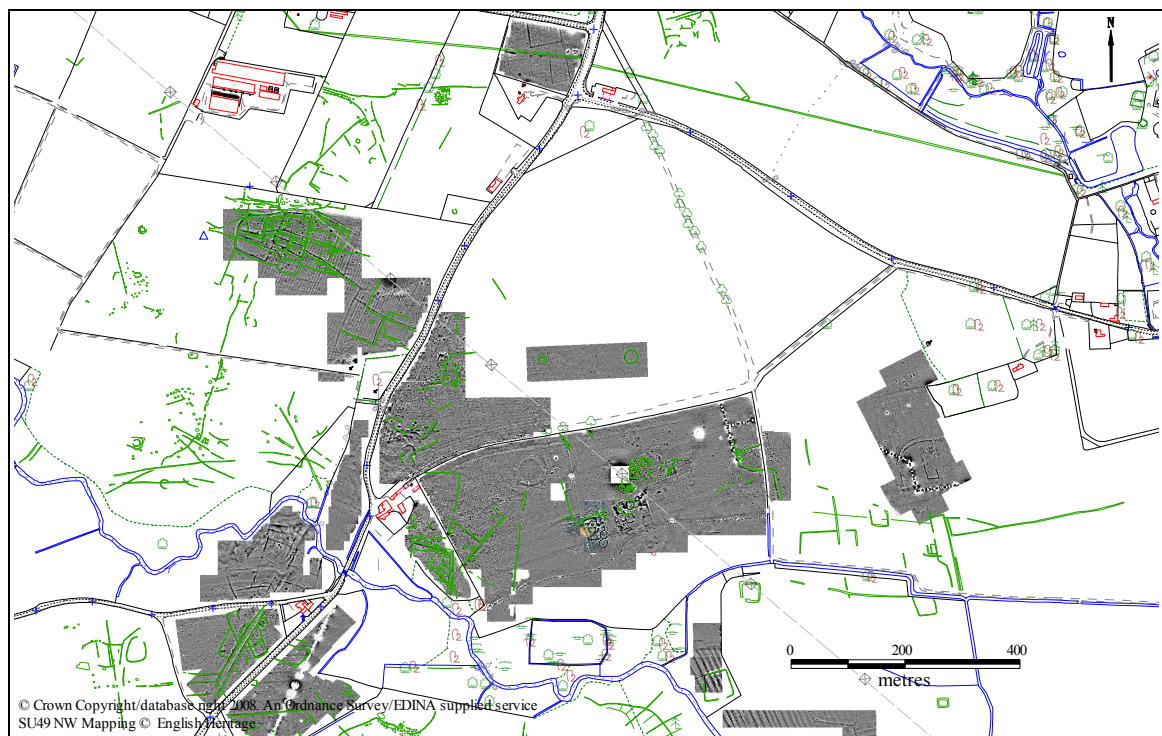 N
0 200 400
metres
© Crown Copyright/database right 2008. An Ordnance Survey/EDINA supplied service
SU49 NW Mapping © English Heritage